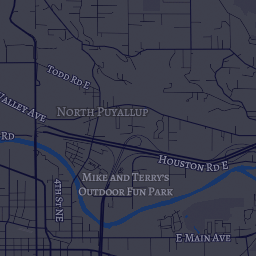 Todd Rd E
Valley Ave
North Puyallup
Rd
Houston Rd E
Mike and Terry's
Outdoor Fun Park
4th St NE
E Main Ave